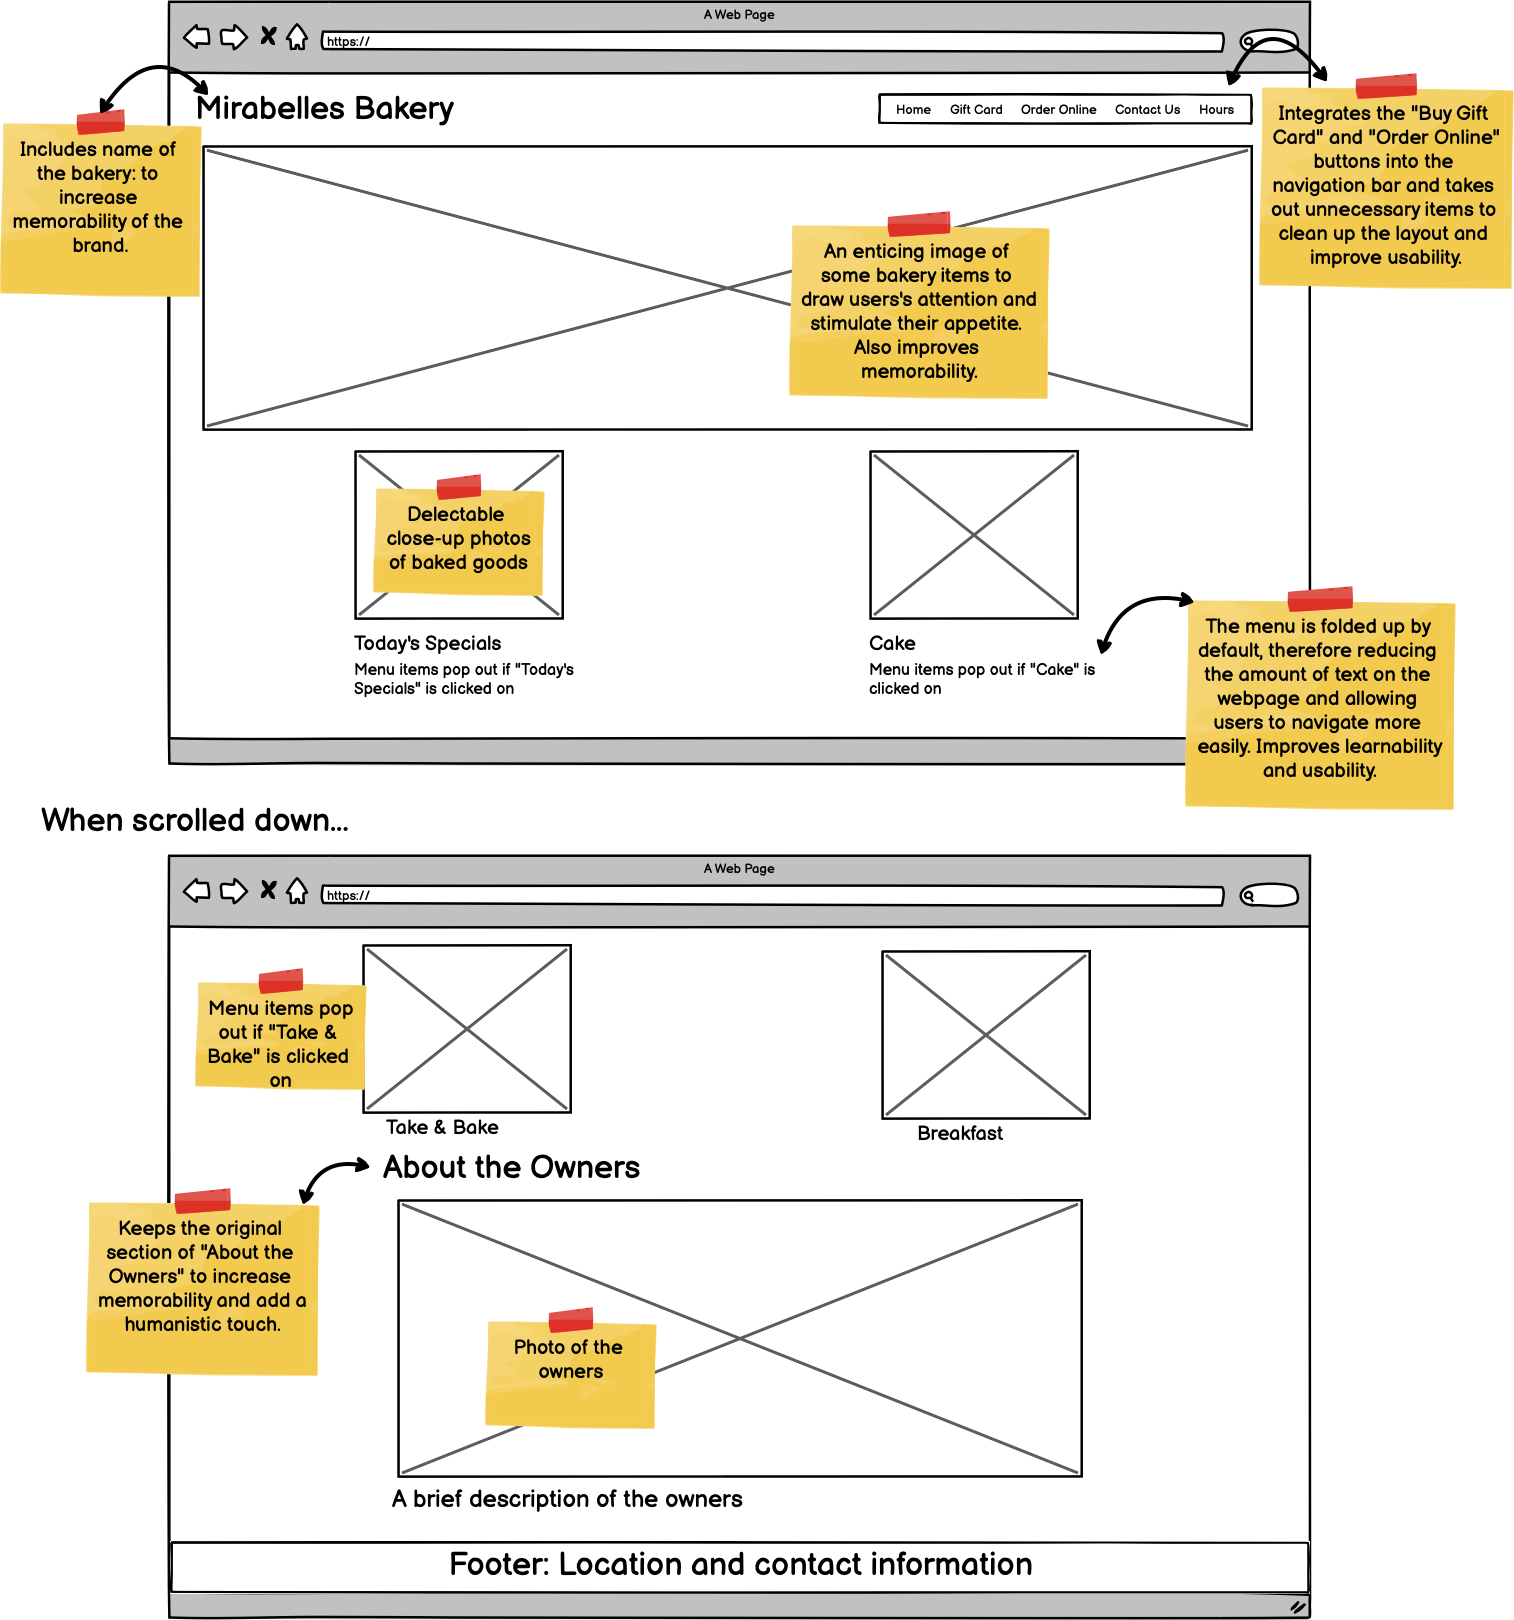 A Web Page
https://
Mirabelles Bakery
Home Gift Card Order Online Contact Us Hours
Includes name of
the bakery: to
increase
memorability of the
brand.
Integrates the "Buy Gift
Card" and "Order Online"
buttons into the
navigation bar and takes
out unnecessary items to
clean up the layout and
improve usability.
An enticing image of
some bakery items to
draw users's attention and
stimulate their appetite.
Also improves
memorability.
Delectable
close-up photos
of baked goods
Today's Specials
Menu items pop out if "Today's
Specials" is clicked on
Cake
Menu items pop out if "Cake" is
clicked on
The menu is folded up by
default, therefore reducing
the amount of text on the
webpage and allowing
users to navigate more
easily. Improves learnability
and usability.
When scrolled down...
A Web Page
https://
Menu items pop
out if "Take &
Bake" is clicked
on
Take & Bake
Breakfast
About the Owners
Keeps the original
section of "About the
Owners" to increase
memorability and add a
humanistic touch.
Photo of the
owners
A brief description of the owners
Footer: Location and contact information